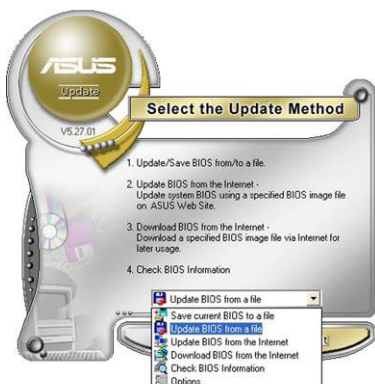 ASUS
Update
V5.27.01
Select the Update Method
1. Update/Save BIOS from/to a file.
2. Update BIOS from the Internet -
Update system BIOS using a specified BIOS image file
on ASUS Web Site.
3. Download BIOS from the Internet -
Download a specified BIOS image file via Internet for
later usage.
4. Check BIOS Information
Update BIOS from a file
Save current BIOS to a file
Update BIOS from a file
Update BIOS from the Internet
Download BIOS from the Internet
Check BIOS Information
Options